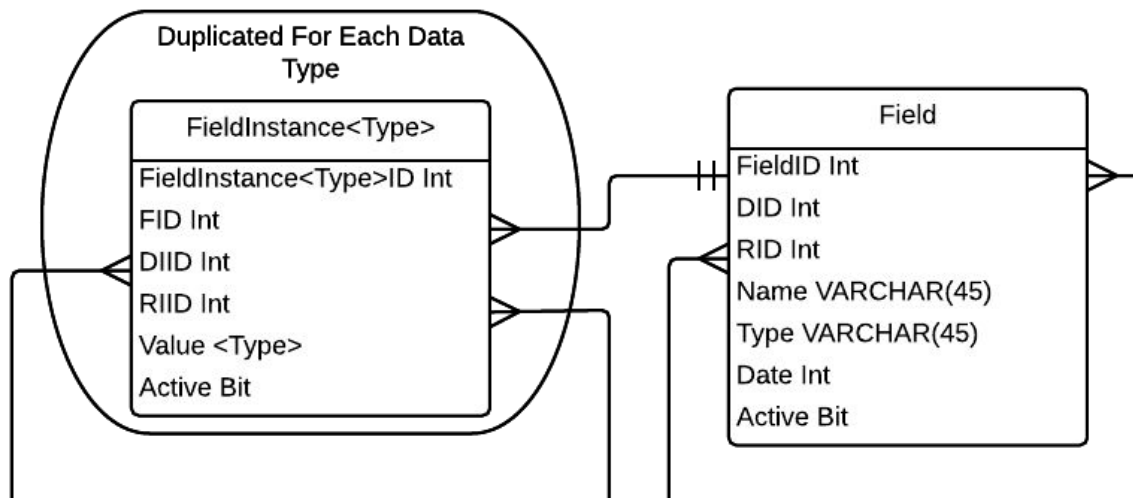 Duplicated For Each Data
Type
FieldInstance<Type>
FieldInstance<Type>ID Int
FID Int
DIID Int
RIID Int
Value <Type>
Active Bit
Field
FieldID Int
DID Int
RID Int
Name VARCHAR(45)
Type VARCHAR(45)
Date Int
Active Bit